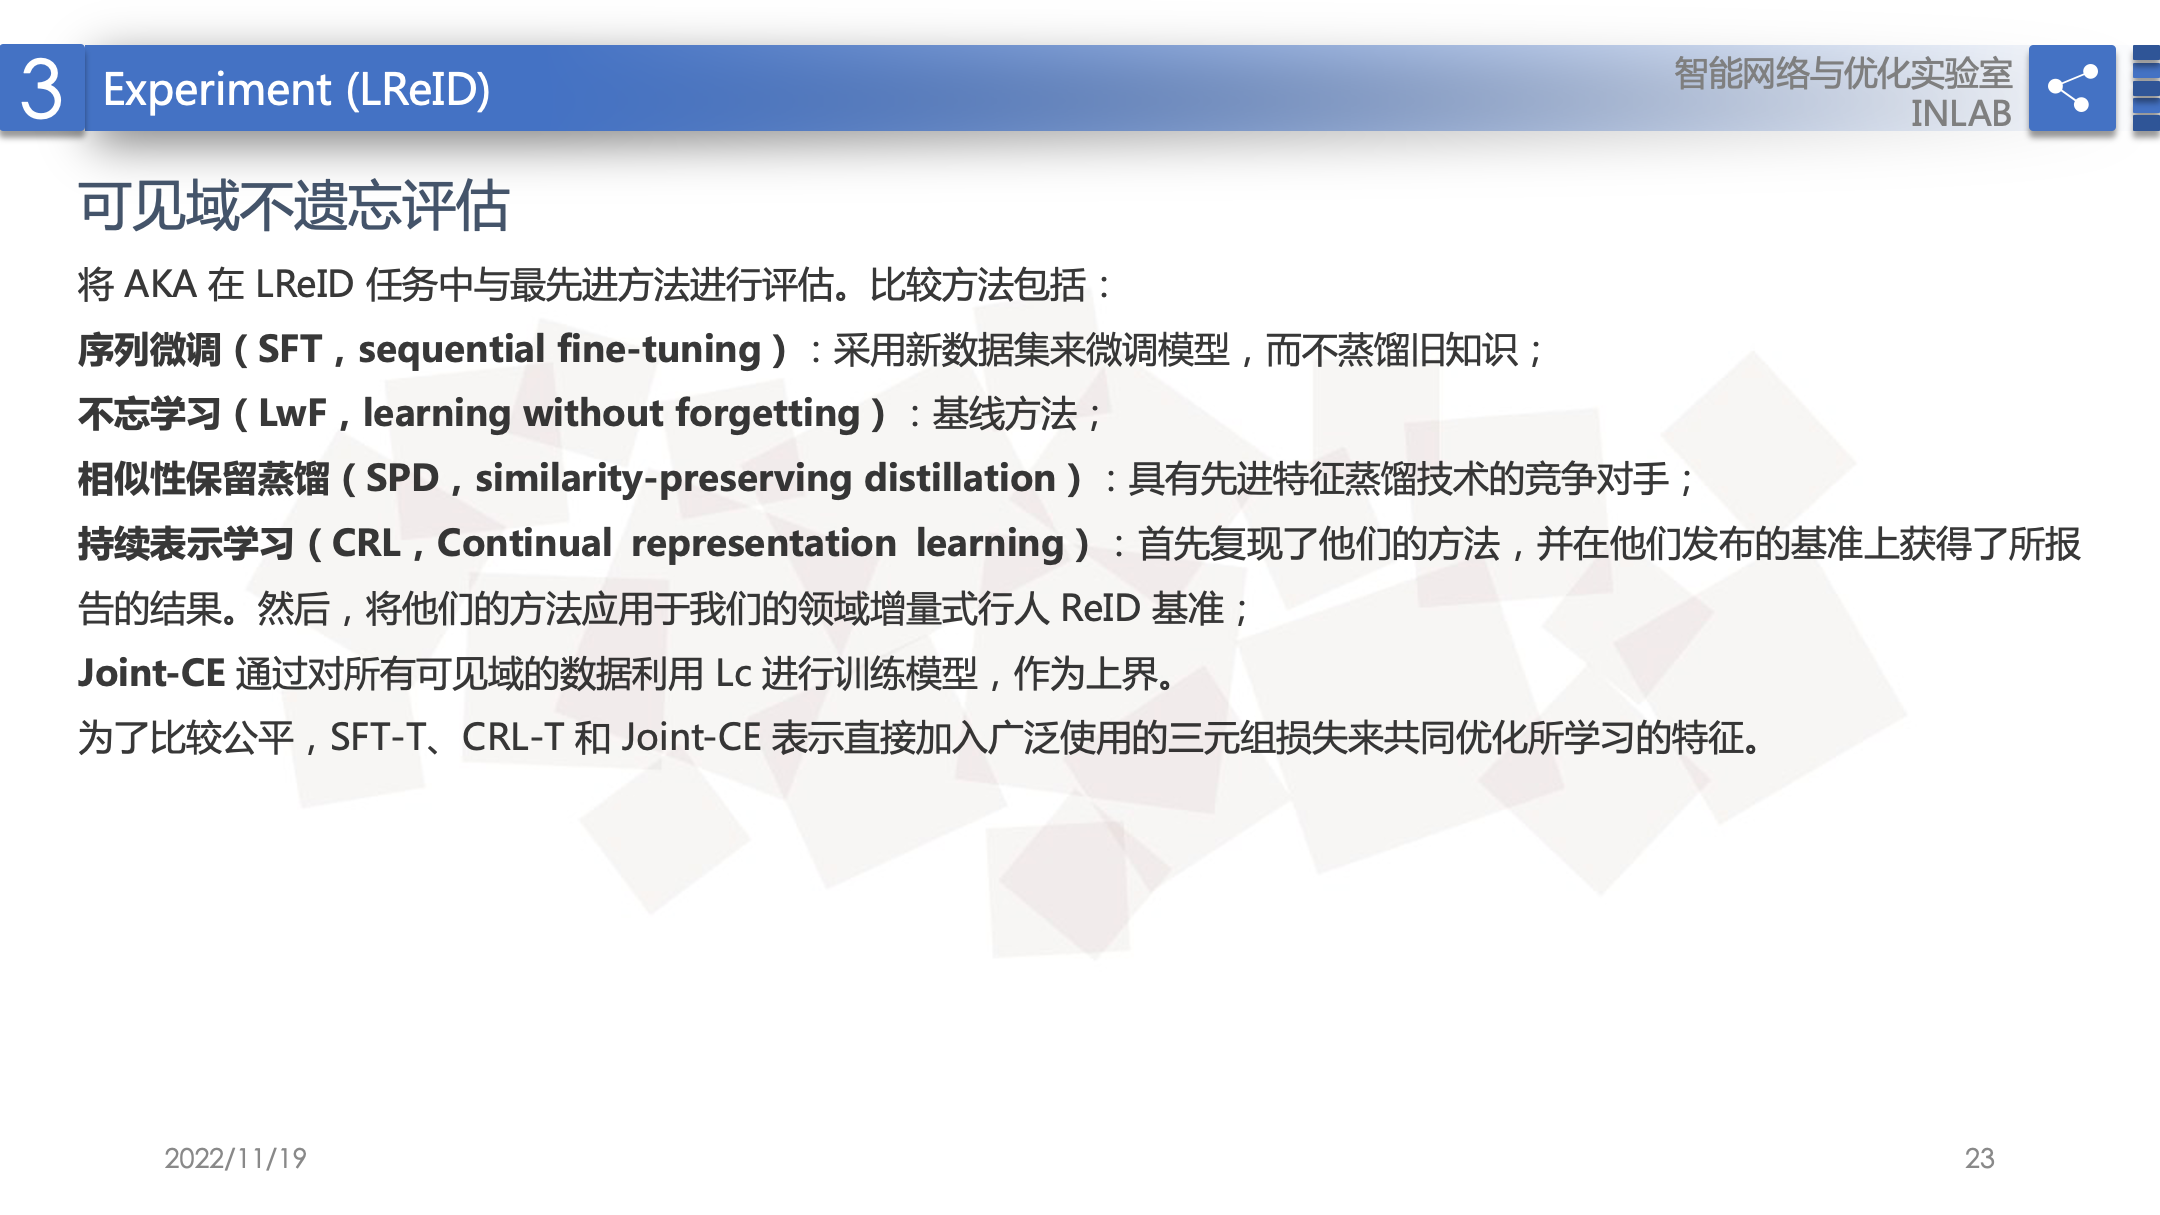 3
Experiment (LReID)
智能网络与优化实验室
INLAB
可见域不遗忘评估
将 AKA 在 LReID 任务中与最先进方法进行评估。比较方法包括：
序列微调（SFT，sequential fine-tuning）：采用新数据集来微调模型，而不蒸馏旧知识；
不忘学习（LwF，learning without forgetting）：基线方法；
相似性保留蒸馏（SPD，similarity-preserving distillation）：具有先进特征蒸馏技术的竞争对手；
持续表示学习（CRL，Continual representation learning）：首先复现了他们的方法，并在他们发布的基准上获得了所报
告的结果。然后，将他们的方法应用于我们的领域增量式行人 ReID 基准；
Joint-CE 通过对所有可见域的数据利用 Lc 进行训练模型，作为上界。
为了比较公平，SFT-T、CRL-T 和 Joint-CE 表示直接加入广泛使用的三元组损失来共同优化所学习的特征。
2022/11/19
23